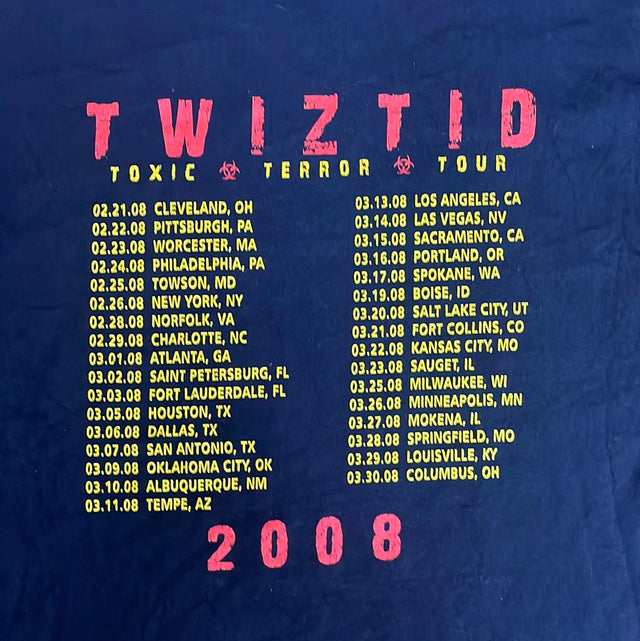 TWIZTID
TOXIC TERROR TOUR
02.21.08 CLEVELAND, OH
02.22.08 PITTSBURGH, PA
02.23.08 WORCESTER, MA
02.24.08 PHILADELPHIA, PA
02.25.08 TOWSON, MD
02.26.08 NEW YORK, NY
02.28.08 NORFOLK, VA
02.29.08 CHARLOTTE, NC
03.01.08 ATLANTA, GA
03.02.08 SAINT PETERSBURG, FL
03.03.08 FORT LAUDERDALE, FL
03.05.08 HOUSTON, TX
03.06.08 DALLAS, TX
03.07.08 SAN ANTONIO, TX
03.09.08 OKLAHOMA CITY, OK
03.10.08 ALBUQUERQUE, NM
03.11.08 TEMPE, AZ
03.13.08 LOS ANGELES, CA
03.14.08 LAS VEGAS, NV
03.15.08 SACRAMENTO, CA
03.16.08 PORTLAND, OR
03.17.08 SPOKANE, WA
03.19.08 BOISE, ID
03.20.08 SALT LAKE CITY, UT
03.21.08 FORT COLLINS, CO
03.22.08 KANSAS CITY, MO
03.23.08 SAUGET, IL
03.25.08 MILWAUKEE, WI
03.26.08 MINNEAPOLIS, MN
03.27.08 MOKENA, IL
03.28.08 SPRINGFIELD, MO
03.29.08 LOUISVILLE, KY
03.30.08 COLUMBUS, OH
2008